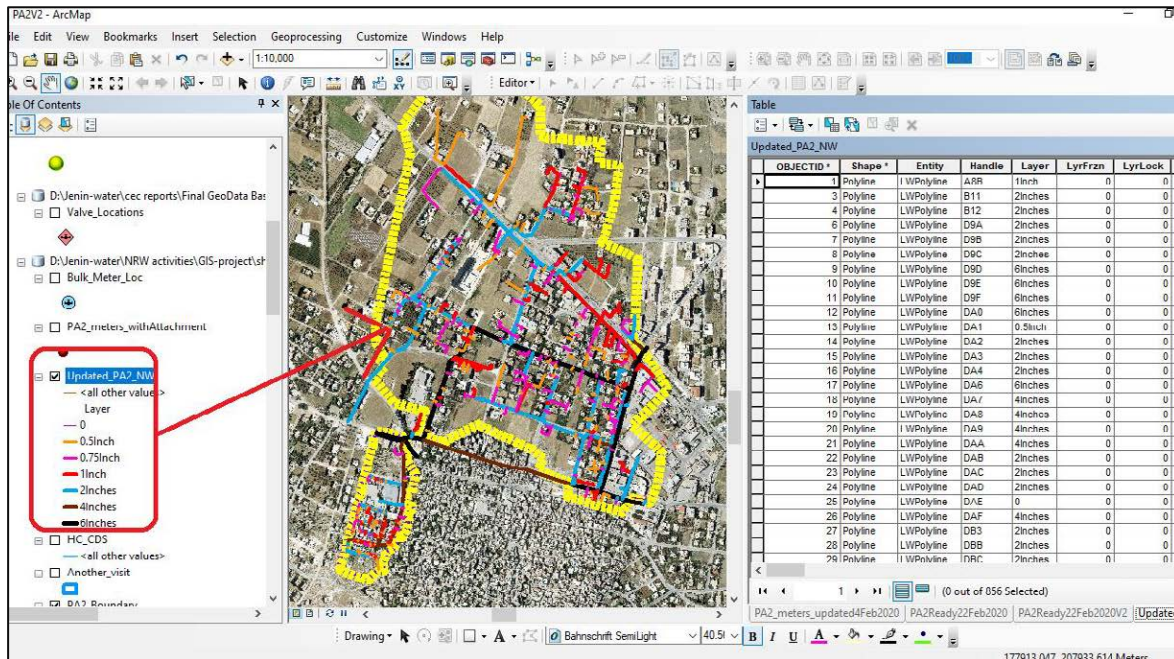 PA2V2 - ArcMap
ile Edit View Bookmarks Insert Selection Geoprocessing Customize Windows Help
1:10,000
Editor
ble Of Contents
D:\Jenin-water\cec reports\Final GeoData Bas
Valve_Locations
D:\Jenin-water\NRW activities\GIS-project\sh
Bulk_Meter_Loc
PA2_meters_withAttachment
Updated_PA2_NW
<all other values>
Layer
0
0.5Inch
0.75Inch
1Inch
2Inches
4Inches
6Inches
HC_CDS
<all other values>
Another_visit
PA2_Boundary
Table
Updated_PA2_NW
OBJECTID * Shape * Entity Handle Layer LyrFrzn LyrLock
1 Polyline LWPolyline A8B 1Inch 0 0
3 Polyline LWPolyline B11 2Inches 0 0
4 Polyline LWPolyline B12 2Inches 0 0
6 Polyline LWPolyline D9A 2Inches 0 0
7 Polyline LWPolyline D9B 2Inches 0 0
8 Polyline LWPolyline D9C 2Inches 0 0
9 Polyline LWPolyline D9D 6Inches 0 0
10 Polyline LWPolyline D9E 6Inches 0 0
11 Polyline LWPolyline D9F 6Inches 0 0
12 Polyline LWPolyline DA0 6Inches 0 0
13 Polyline LWPolyline DA1 0.5Inch 0 0
14 Polyline LWPolyline DA2 2Inches 0 0
15 Polyline LWPolyline DA3 2Inches 0 0
16 Polyline LWPolyline DA4 2Inches 0 0
17 Polyline LWPolyline DA6 6Inches 0 0
18 Polyline LWPolyline DA7 4Inches 0 0
19 Polyline LWPolyline DA8 4Inches 0 0
20 Polyline LWPolyline DA9 4Inches 0 0
21 Polyline LWPolyline DAA 4Inches 0 0
22 Polyline LWPolyline DAB 2Inches 0 0
23 Polyline LWPolyline DAC 2Inches 0 0
24 Polyline LWPolyline DAD 2Inches 0 0
25 Polyline LWPolyline DAE 0 0 0
26 Polyline LWPolyline DAF 4Inches 0 0
27 Polyline LWPolyline DB3 2Inches 0 0
28 Polyline LWPolyline DBB 2Inches 0 0
29 Polyline LWPolyline DBC 2Inches 0 0
1 (0 out of 856 Selected)
PA2_meters_updated4Feb2020 PA2Ready22Feb2020 PA2Ready22Feb2020V2 Update
Drawing A Bahnschrift SemiLight 40.5 B I U A
177913.047 207933.614 Meters